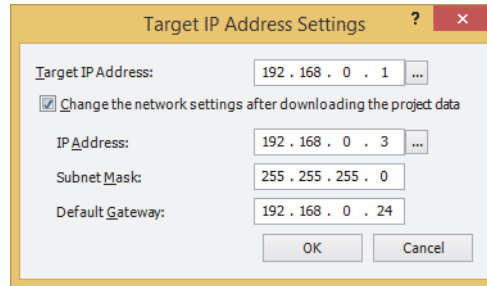 Target IP Address Settings ? ×
Target IP Address: 192 . 168 . 0 . 1 ...
Change the network settings after downloading the project data
IP Address: 192 . 168 . 0 . 3 ...
Subnet Mask: 255 . 255 . 255 . 0
Default Gateway: 192 . 168 . 0 . 24
OK Cancel